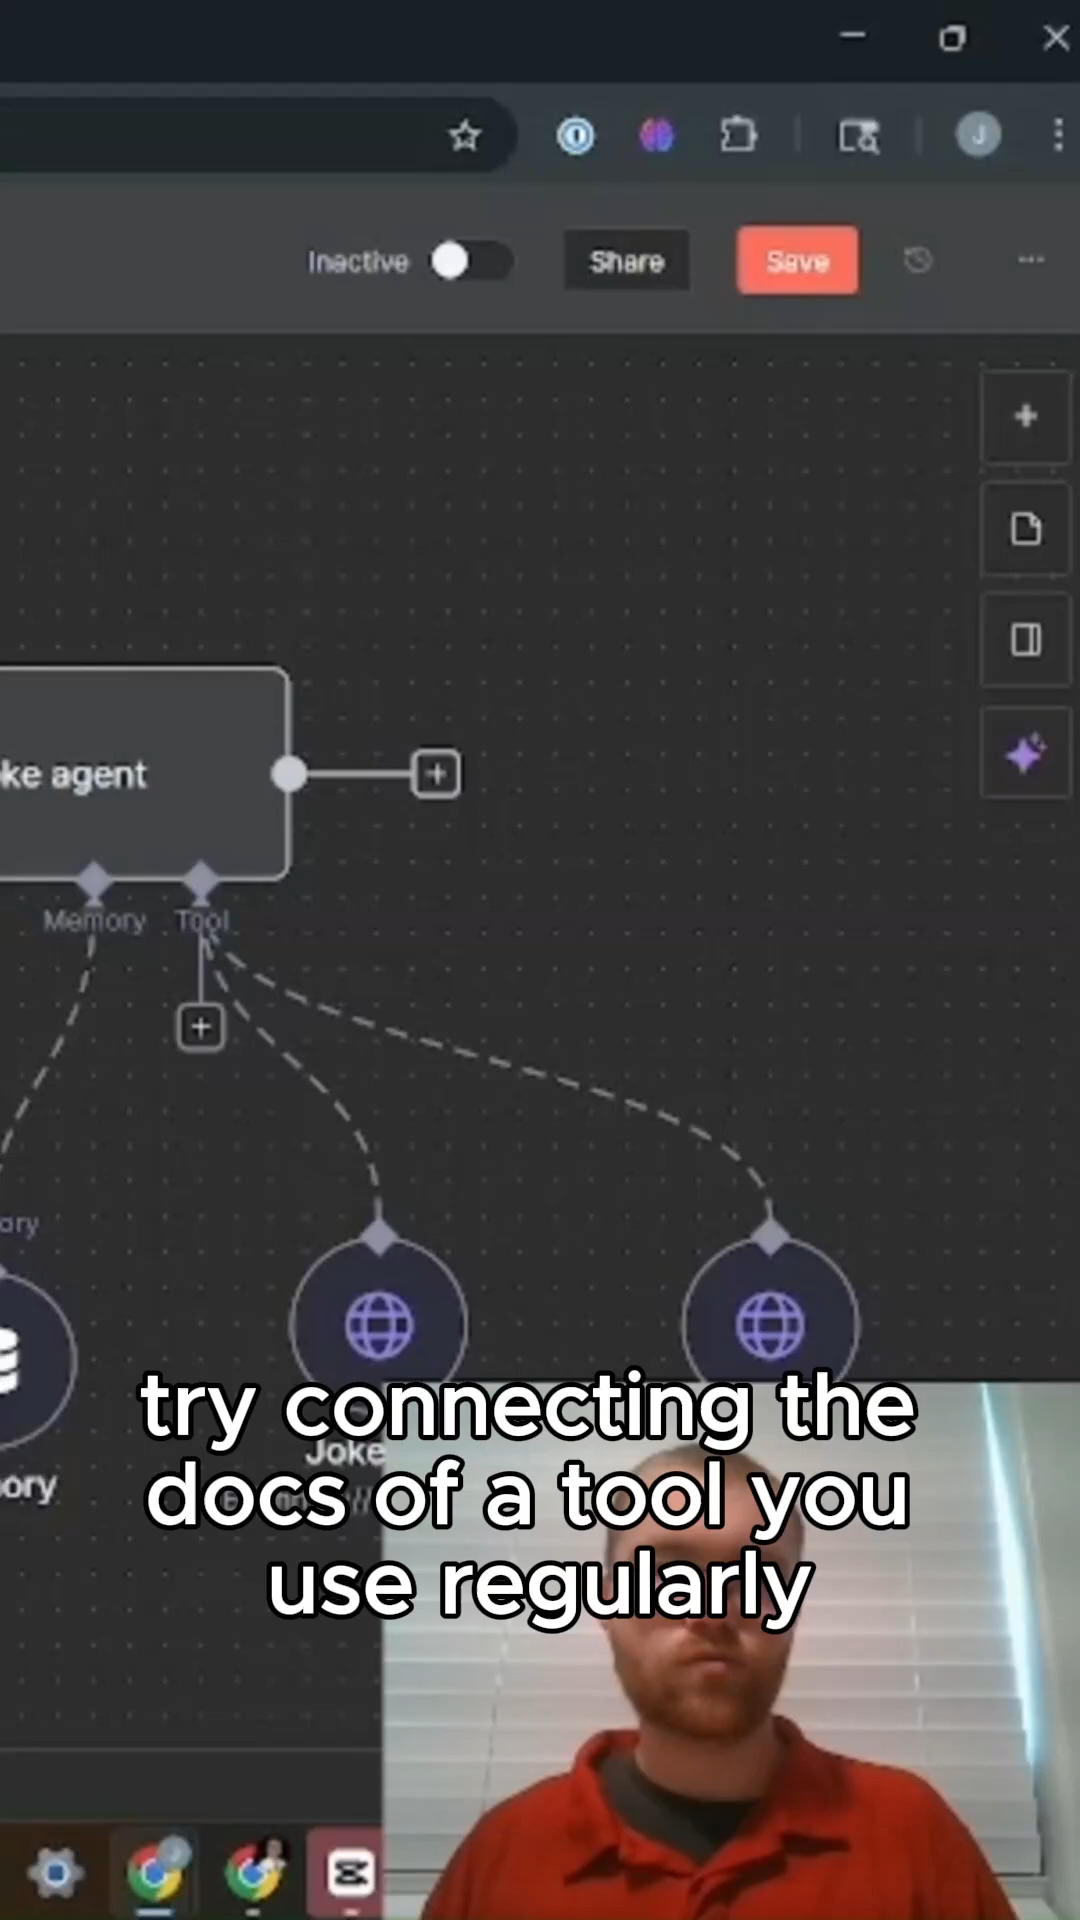 J
Inactive
Share
Save
ke agent
Memory
Tool
ory
Joke
ory
try connecting the
docs of a tool you
use regularly